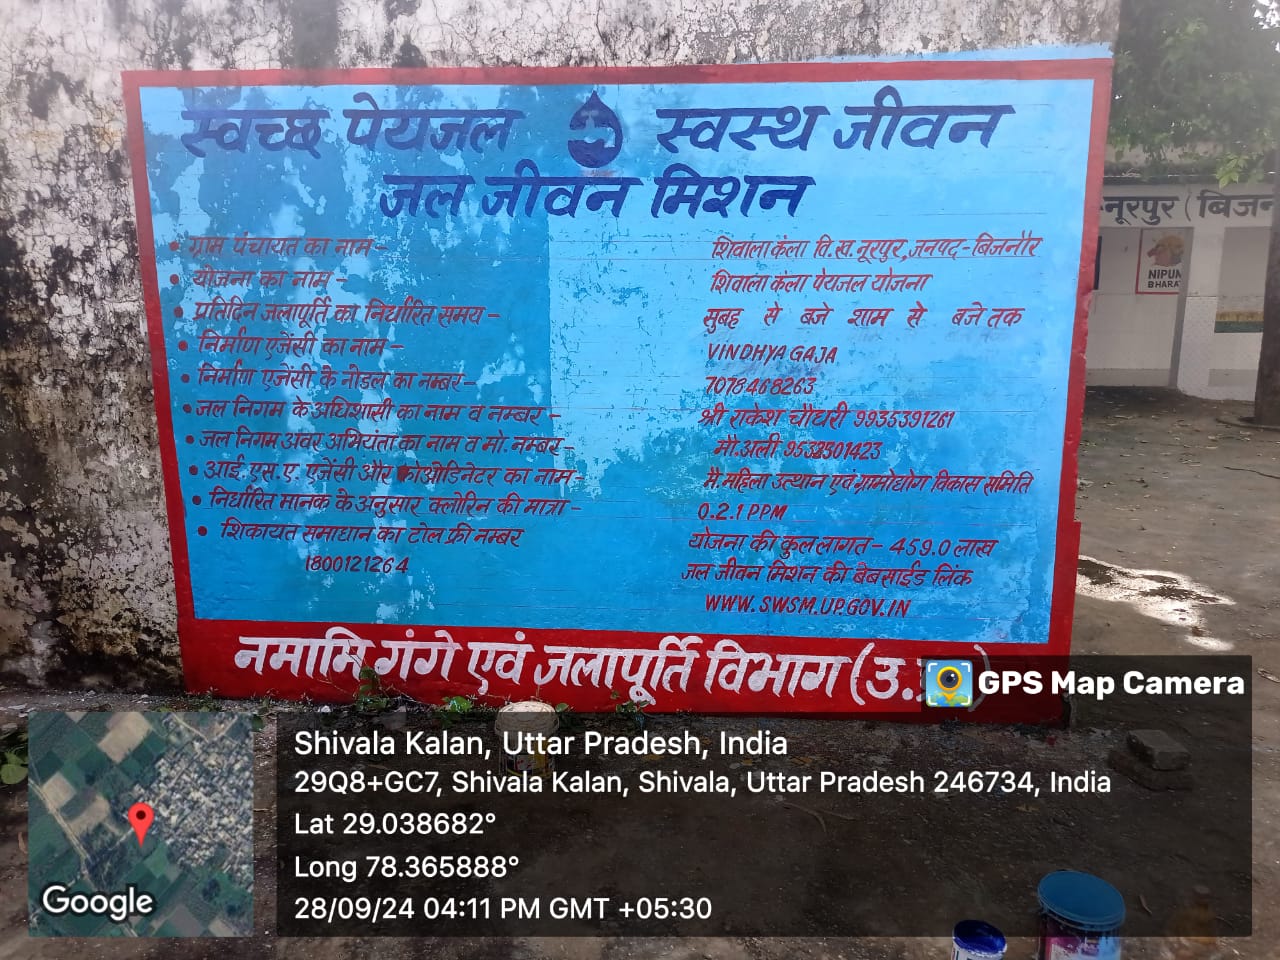 स्वच्छ पेयजल स्वस्थ जीवन
जल जीवन मिशन
• ग्राम पंचायत का नाम - शिवाला कंला वि.ख. नूरपुर, जनपद-बिजनौर
• योजना का नाम - शिवाला कंला पेयजल योजना
• प्रतिदिन जलापूर्ति का निर्धारित समय - सुबह से बजे शाम से बजे तक
• निर्माण एजेंसी का नाम - VINDHYA GAJA
• निर्माण एजेंसी के नोडल का नम्बर- 7078468263
• जल निगम के अधिशासी का नाम व नम्बर - श्री राकेश चौधरी 9935391261
• जल निगम अवर अभियंता का नाम व मो. नम्बर- मौ. अली 9532501423
• आई.एस.ए. एजेंसी और कोओडिनेटर का नाम- मै महिला उत्थान एवं ग्रामोद्योग विकास समिति
• निर्धारित मानक के अनुसार क्लोरिन की मात्रा - 0.2.1 PPM
• शिकायत समाधान का टोल फ्री नम्बर योजना की कुल लागत - 459.0 लाख
1800121264 जल जीवन मिशन की बेबसाईड लिंक
WWW.SWSM.UP.GOV.IN
नमामि गंगे एवं जलापूर्ति विभाग (उ.
नूरपुर (बिजन
NIPUN
BHARA
GPS Map Camera
Shivala Kalan, Uttar Pradesh, India
29Q8+GC7, Shivala Kalan, Shivala, Uttar Pradesh 246734, India
Lat 29.038682°
Long 78.365888°
28/09/24 04:11 PM GMT +05:30
Google